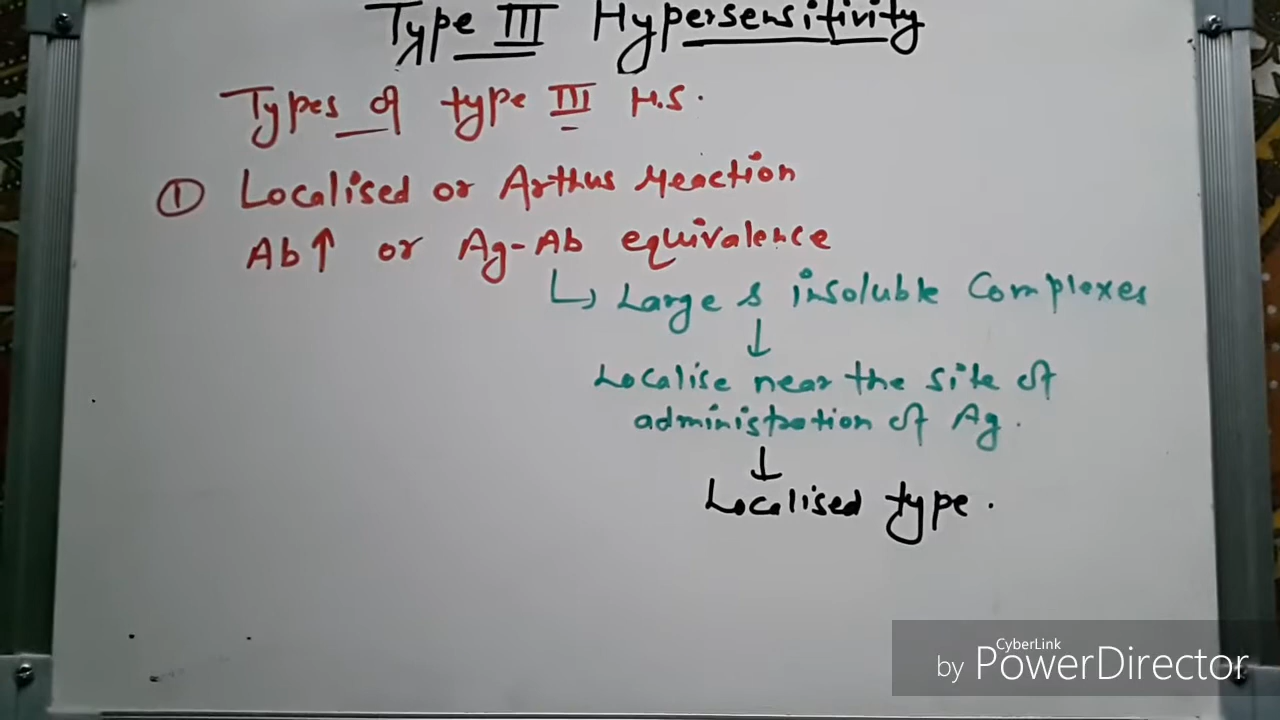 Type III Hypersensitivity
Types of type III H.S.
① Localised or Arthus reaction
Ab↑ or Ag-Ab equivalence
↳ Large & insoluble Complexes
↓
Localise near the site of
administration of Ag.
↓
Localised type.
CyberLink
by PowerDirector